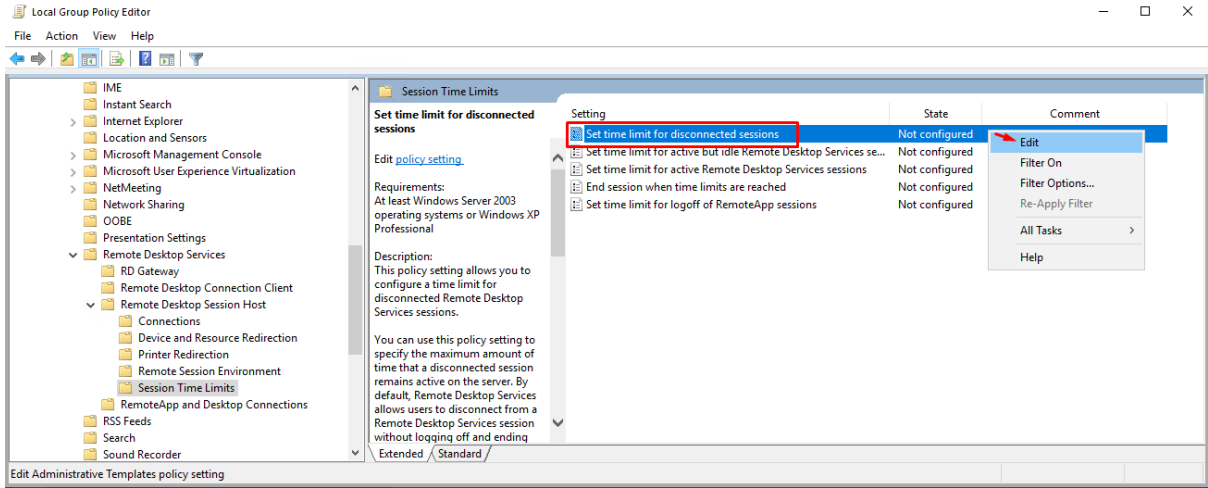 Local Group Policy Editor
File Action View Help
IME
Instant Search
Internet Explorer
Location and Sensors
Microsoft Management Console
Microsoft User Experience Virtualization
NetMeeting
Network Sharing
OOBE
Presentation Settings
Remote Desktop Services
RD Gateway
Remote Desktop Connection Client
Remote Desktop Session Host
Connections
Device and Resource Redirection
Printer Redirection
Remote Session Environment
Session Time Limits
RemoteApp and Desktop Connections
RSS Feeds
Search
Sound Recorder
Session Time Limits
Set time limit for disconnected
sessions
Edit policy setting
Requirements:
At least Windows Server 2003
operating systems or Windows XP
Professional
Description:
This policy setting allows you to
configure a time limit for
disconnected Remote Desktop
Services sessions.
You can use this policy setting to
specify the maximum amount of
time that a disconnected session
remains active on the server. By
default, Remote Desktop Services
allows users to disconnect from a
Remote Desktop Services session
without logging off and ending
Setting State Comment
Set time limit for disconnected sessions Not configured
Set time limit for active but idle Remote Desktop Services se... Not configured
Set time limit for active Remote Desktop Services sessions Not configured
End session when time limits are reached Not configured
Set time limit for logoff of RemoteApp sessions Not configured
Edit
Filter On
Filter Options...
Re-Apply Filter
All Tasks
Help
Extended Standard
Edit Administrative Templates policy setting